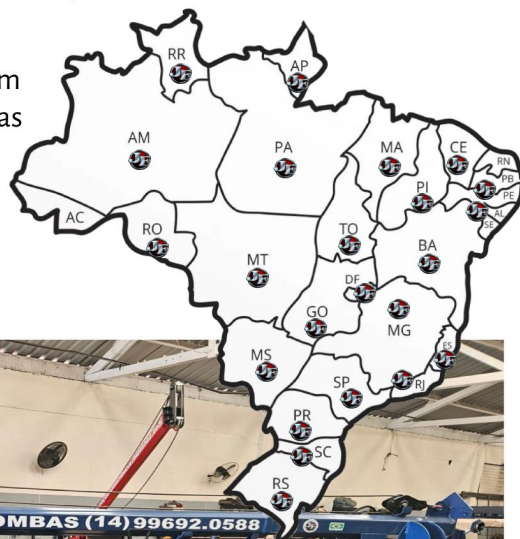 m
as
RR
AP
AM
PA
MA
CE
RN
PB
PE
AL
SE
PI
AC
RO
TO
BA
MT
DF
GO
MG
ES
MS
SP
RJ
PR
SC
RS
OMBAS (14) 99692.0588